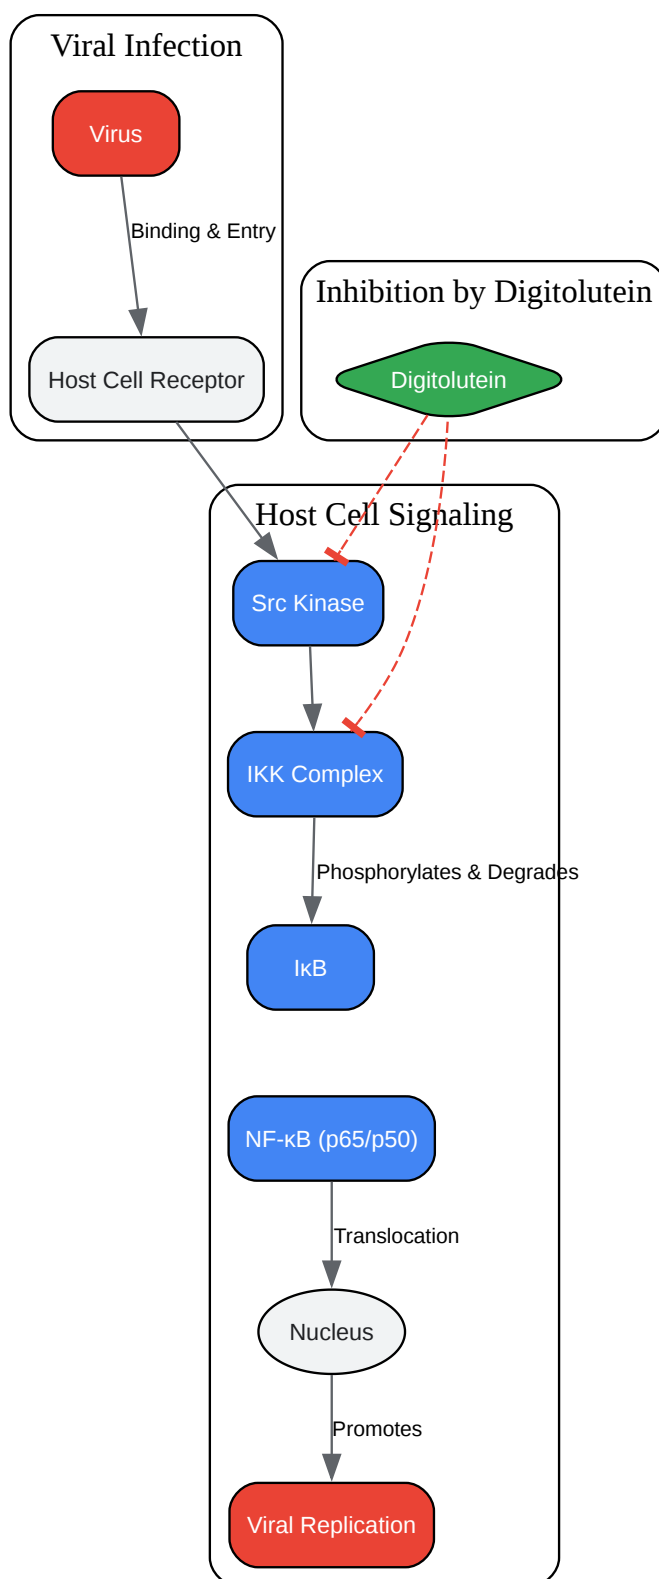 Viral Infection
Virus
Binding & Entry
Host Cell Receptor
Inhibition by Digitolutein
Digitolutein
Host Cell Signaling
Src Kinase
IKK Complex
Phosphorylates & Degrades
IκB
NF-κB (p65/p50)
Translocation
Nucleus
Promotes
Viral Replication